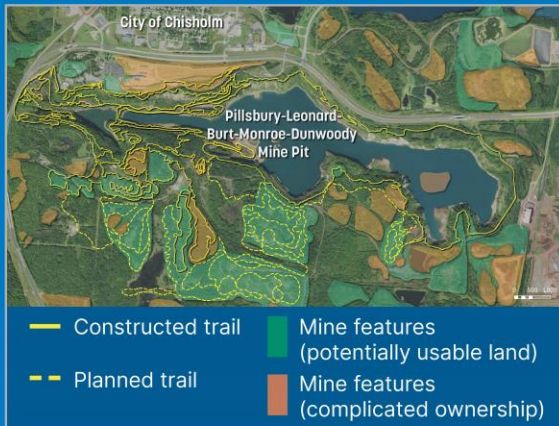 City of Chisholm
Pillsbury-Leonard-
Burt-Monroe-Dunwoody
Mine Pit
Constructed trail
Planned trail
Mine features
(potentially usable land)
Mine features
(complicated ownership)